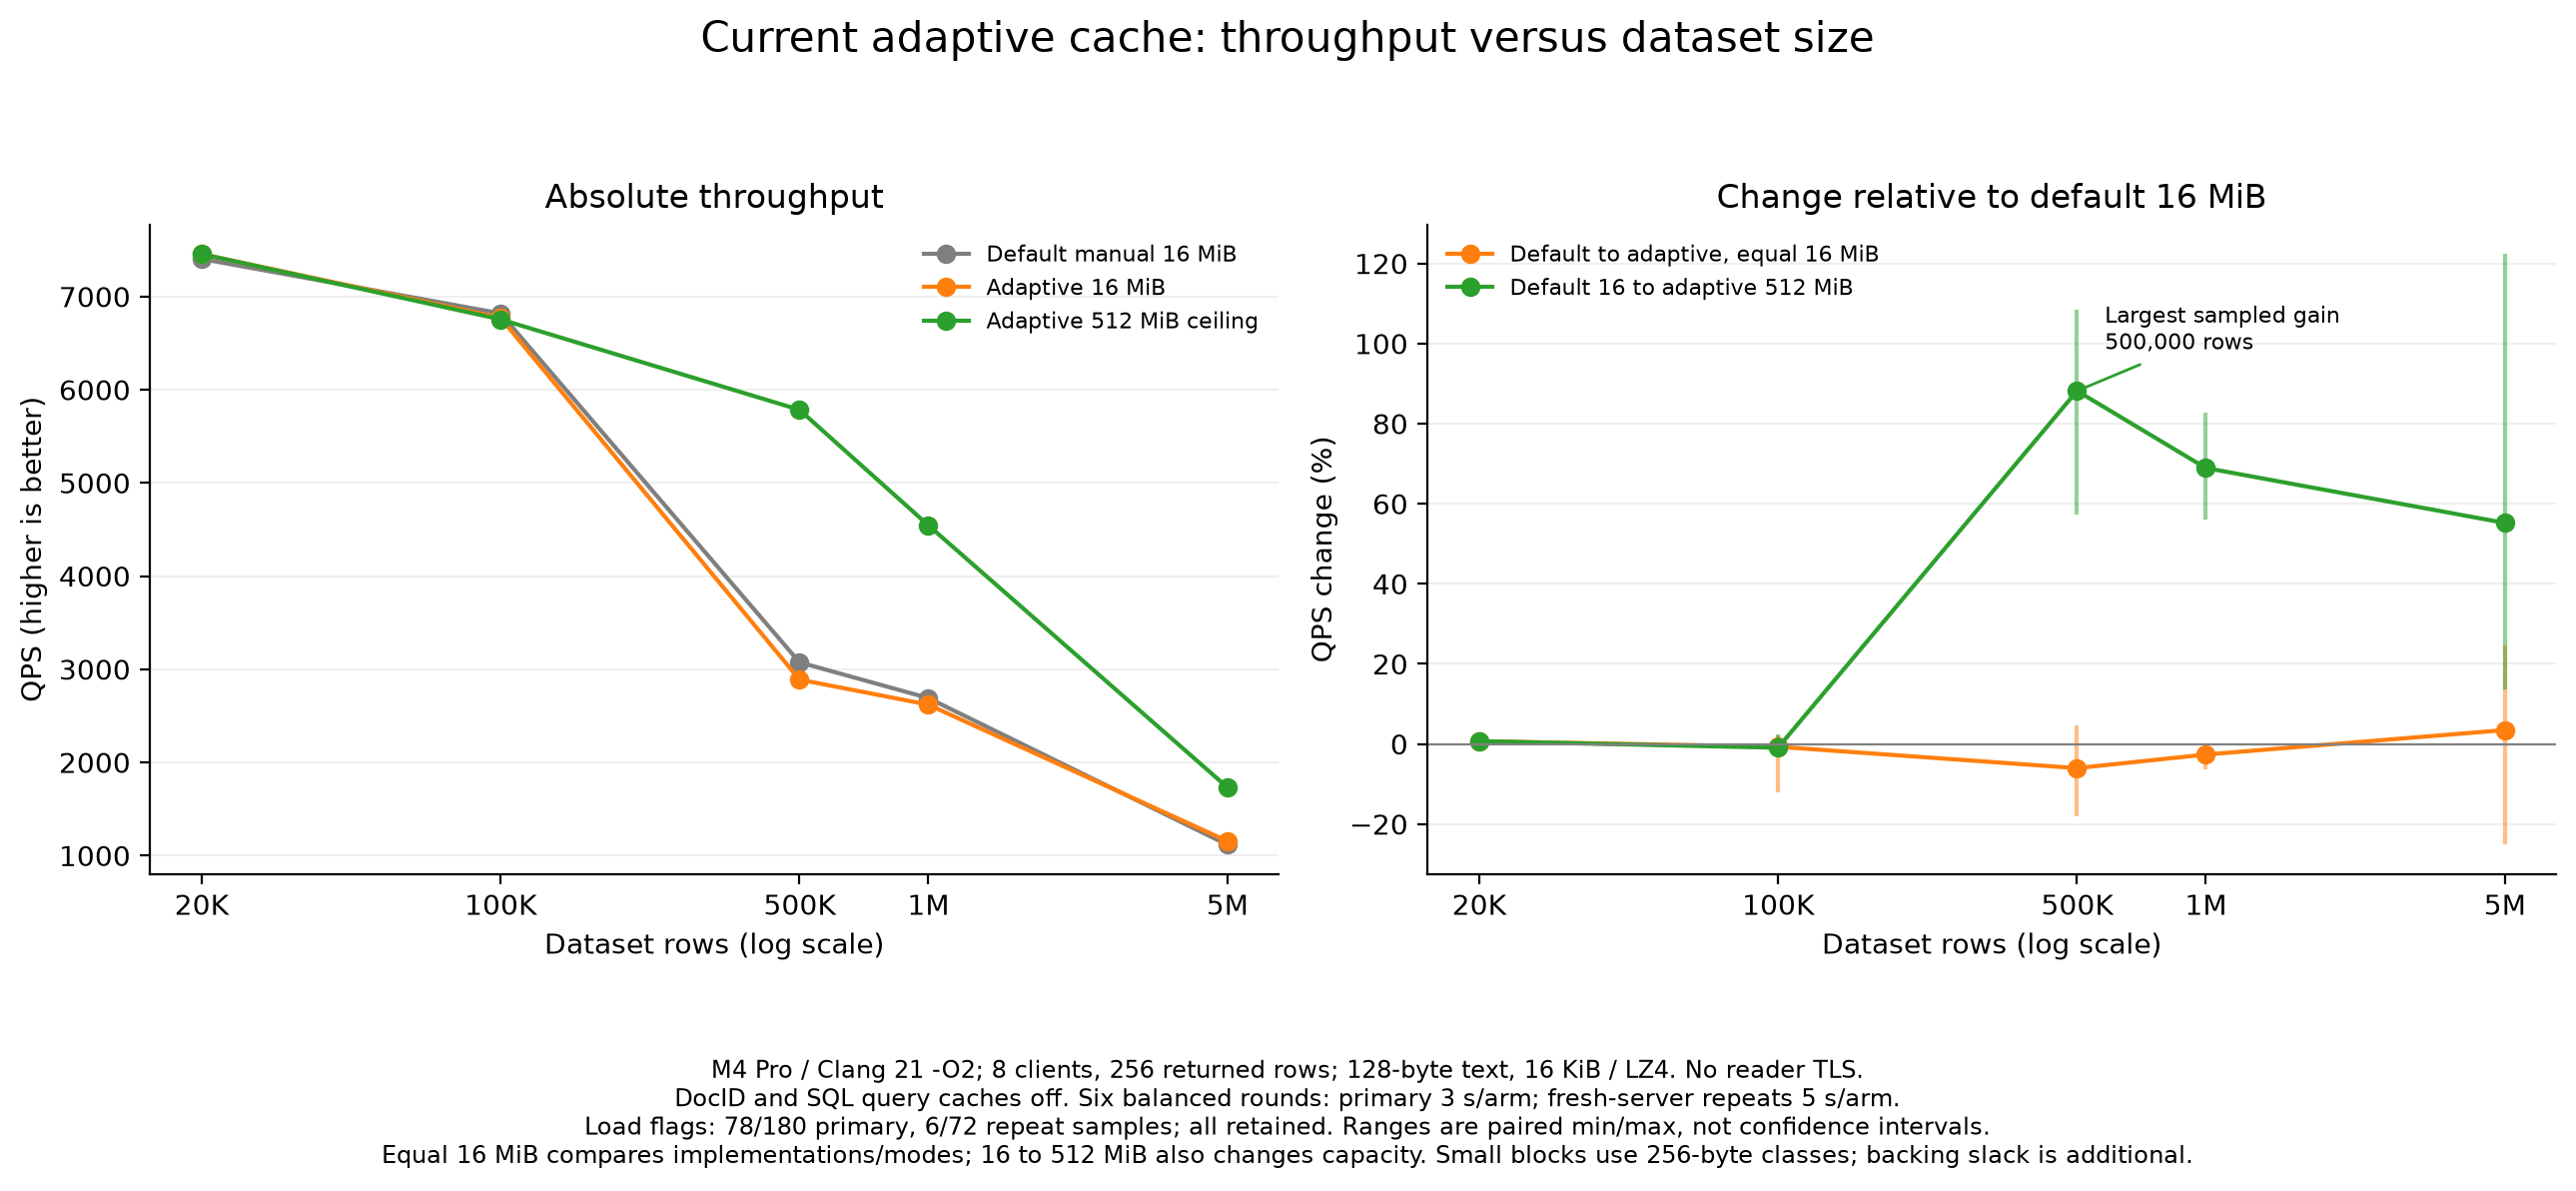 Current adaptive cache: throughput versus dataset size
Absolute throughput
QPS (higher is better)
7000
6000
5000
4000
3000
2000
1000
Default manual 16 MiB
Adaptive 16 MiB
Adaptive 512 MiB ceiling
20K
100K
500K
1M
5M
Dataset rows (log scale)
Change relative to default 16 MiB
QPS change (%)
120
100
80
60
40
20
0
−20
Default to adaptive, equal 16 MiB
Default 16 to adaptive 512 MiB
Largest sampled gain
500,000 rows
20K
100K
500K
1M
5M
Dataset rows (log scale)
M4 Pro / Clang 21 -O2; 8 clients, 256 returned rows; 128-byte text, 16 KiB / LZ4. No reader TLS.
DocID and SQL query caches off. Six balanced rounds: primary 3 s/arm; fresh-server repeats 5 s/arm.
Load flags: 78/180 primary, 6/72 repeat samples; all retained. Ranges are paired min/max, not confidence intervals.
Equal 16 MiB compares implementations/modes; 16 to 512 MiB also changes capacity. Small blocks use 256-byte classes; backing slack is additional.